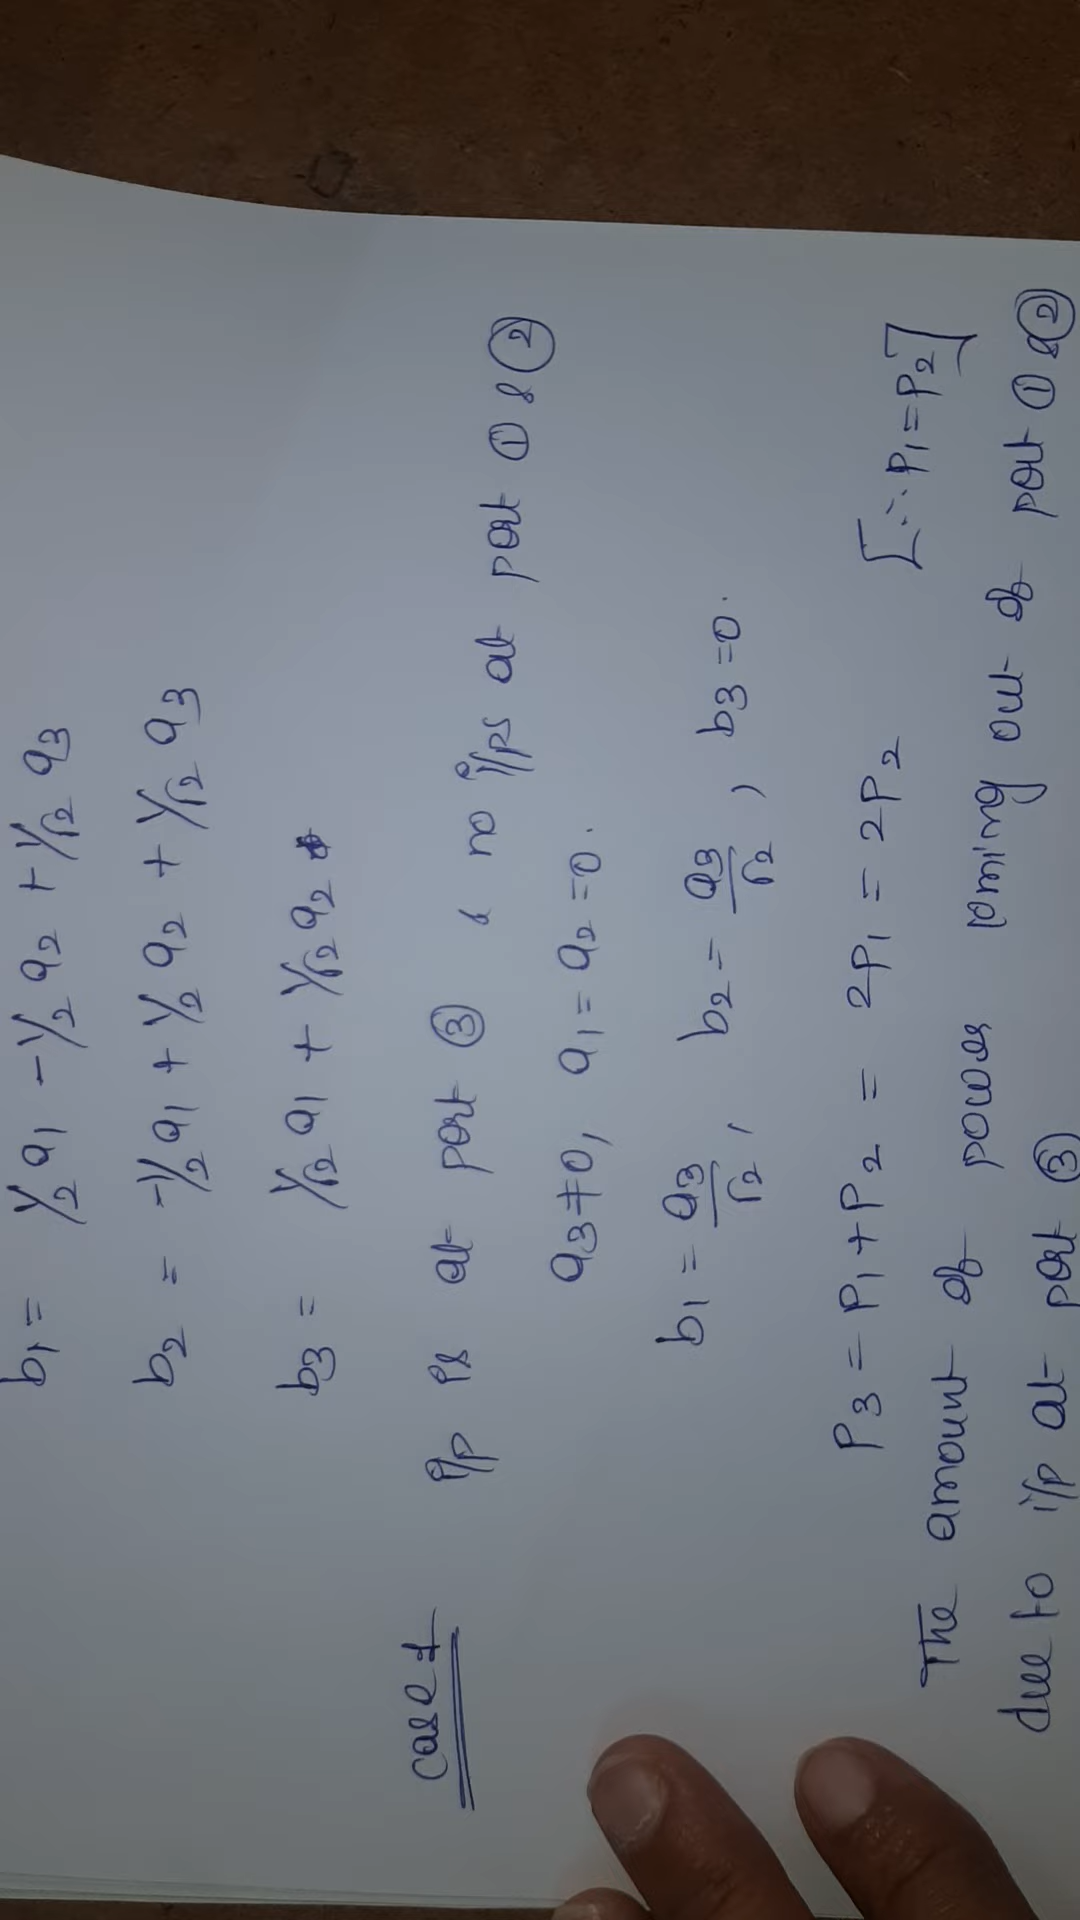 b1 = 1/2 a1 - 1/2 a2 + 1/√2 a3
b2 = -1/2 a1 + 1/2 a2 + 1/√2 a3
b3 = 1/√2 a1 + 1/√2 a2
case 1 i/p is at port ③ & no i/ps at port ① & ②
a3 ≠ 0, a1 = a2 = 0.
b1 = a3/√2, b2 = a3/√2, b3 = 0.
P3 = P1 + P2 = 2P1 = 2P2 [∴ P1 = P2]
The amount of power coming out of port ① & ②
due to i/p at port ③